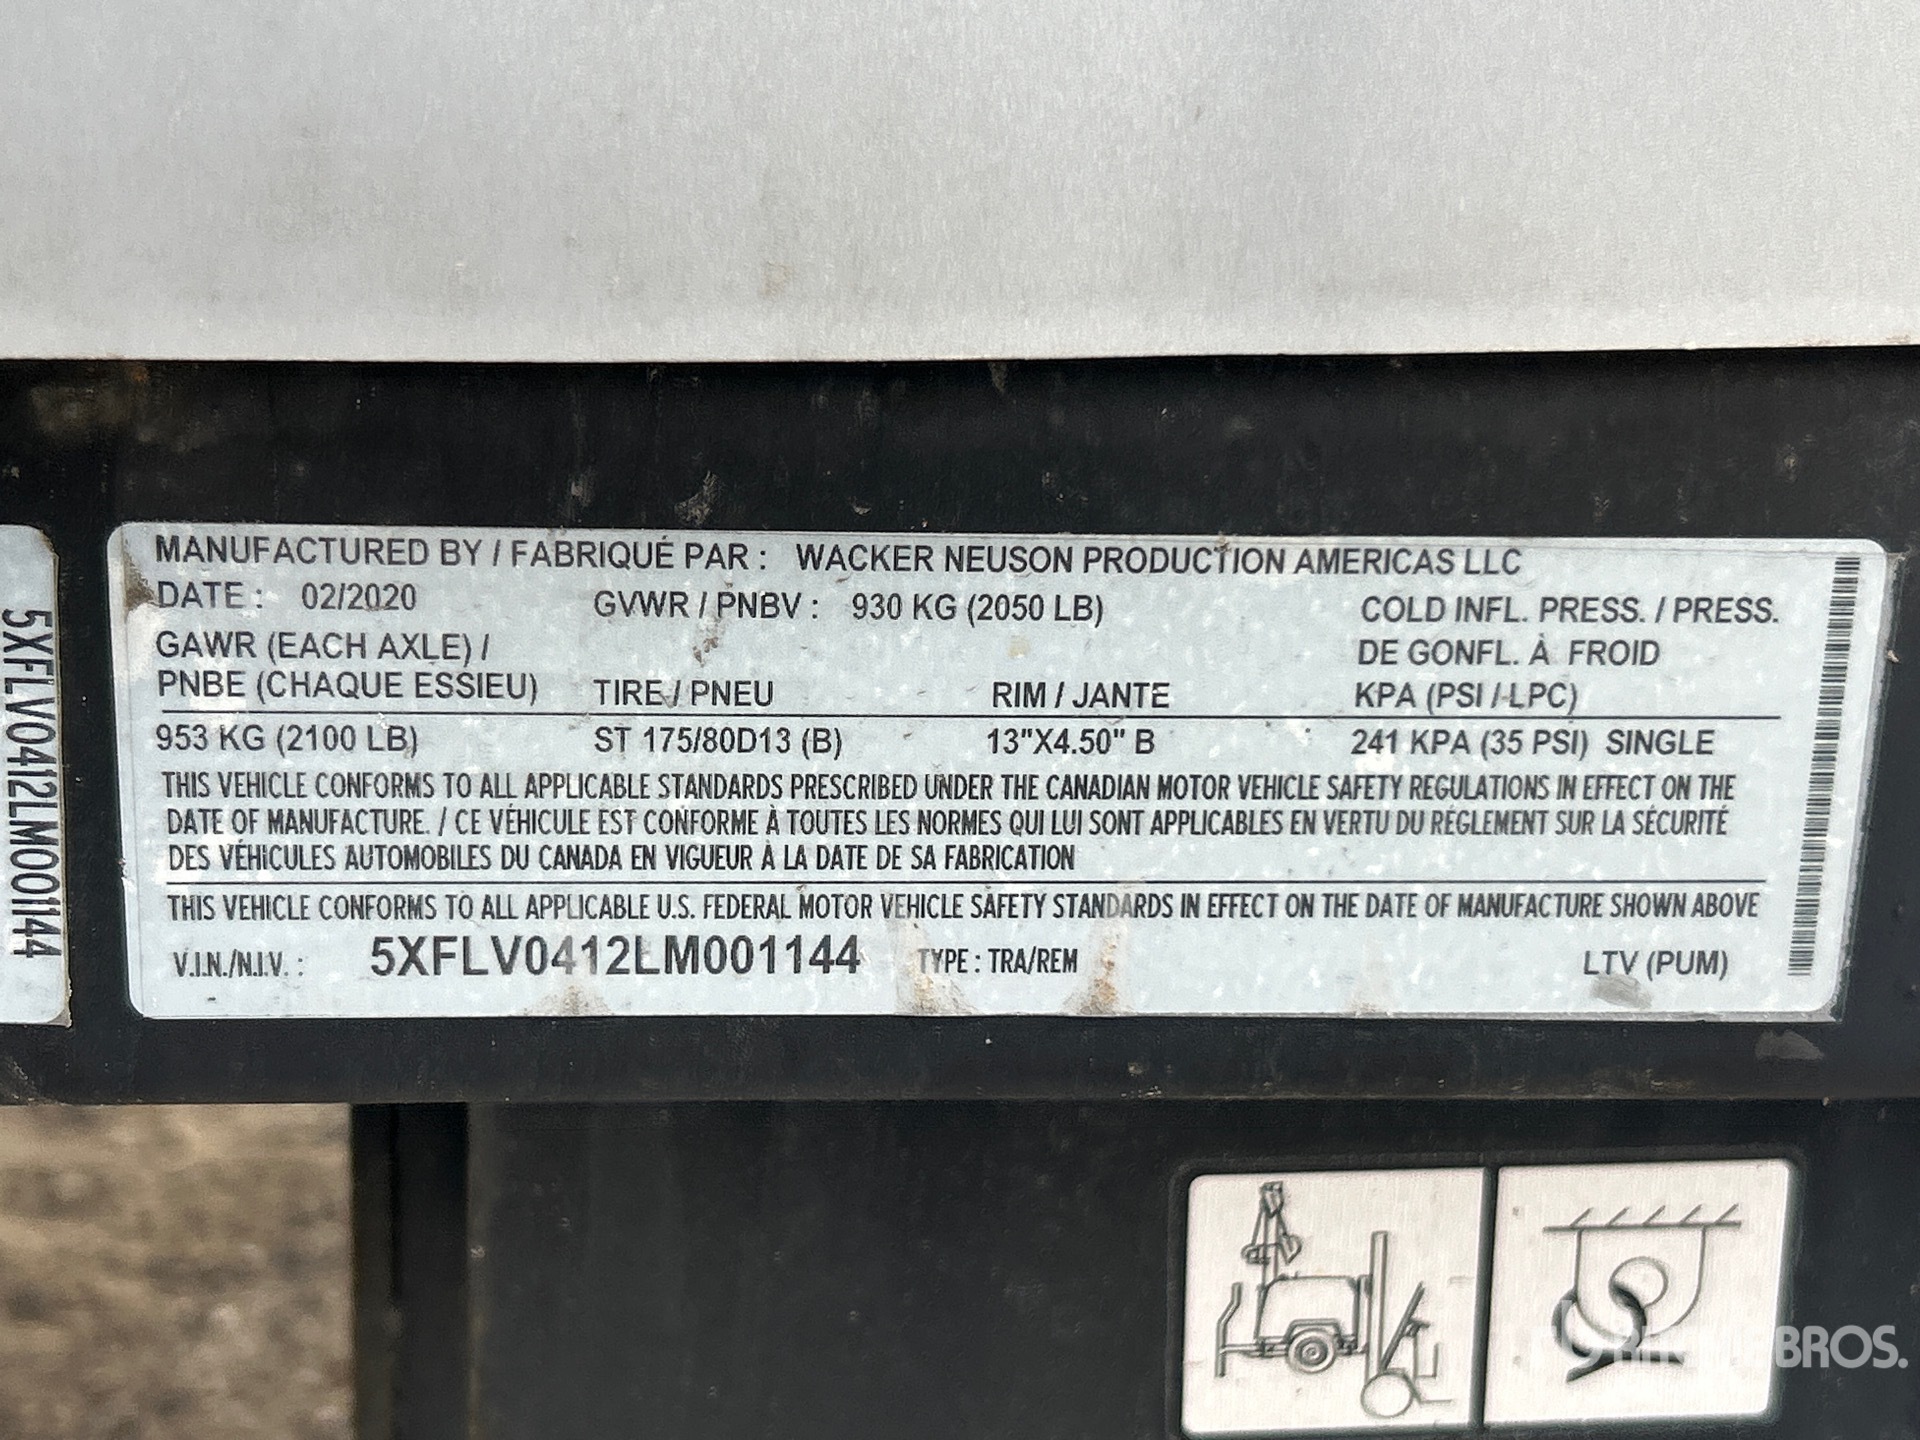 MANUFACTURED BY / FABRIQUÉ PAR : WACKER NEUSON PRODUCTION AMERICAS LLC
DATE : 02/2020 GVWR / PNBV : 930 KG (2050 LB) COLD INFL. PRESS. / PRESS.
GAWR (EACH AXLE) / DE GONFL. À FROID
PNBE (CHAQUE ESSIEU) TIRE / PNEU RIM / JANTE KPA (PSI / LPC)
953 KG (2100 LB) ST 175/80D13 (B) 13"X4.50" B 241 KPA (35 PSI) SINGLE
THIS VEHICLE CONFORMS TO ALL APPLICABLE STANDARDS PRESCRIBED UNDER THE CANADIAN MOTOR VEHICLE SAFETY REGULATIONS IN EFFECT ON THE
DATE OF MANUFACTURE. / CE VÉHICULE EST CONFORME À TOUTES LES NORMES QUI LUI SONT APPLICABLES EN VERTU DU RÈGLEMENT SUR LA SÉCURITÉ
DES VÉHICULES AUTOMOBILES DU CANADA EN VIGUEUR À LA DATE DE SA FABRICATION
THIS VEHICLE CONFORMS TO ALL APPLICABLE U.S. FEDERAL MOTOR VEHICLE SAFETY STANDARDS IN EFFECT ON THE DATE OF MANUFACTURE SHOWN ABOVE
V.I.N./N.I.V. : 5XFLV0412LM001144 TYPE : TRA/REM LTV (PUM)
5XFLV0412LM001144
BROS.